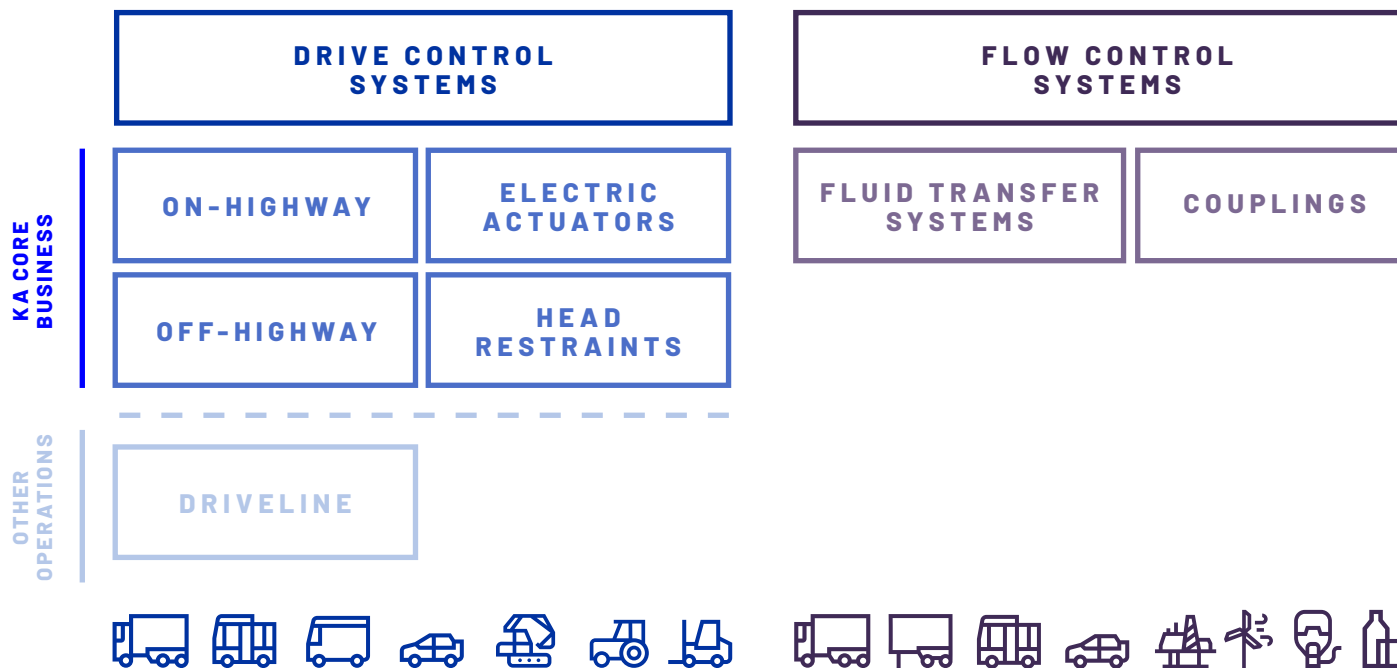 DRIVE CONTROL
SYSTEMS
FLOW CONTROL
SYSTEMS
KA CORE
BUSINESS
ON-HIGHWAY
ELECTRIC
ACTUATORS
FLUID TRANSFER
SYSTEMS
COUPLINGS
OFF-HIGHWAY
HEAD
RESTRAINTS
OTHER
OPERATIONS
DRIVELINE